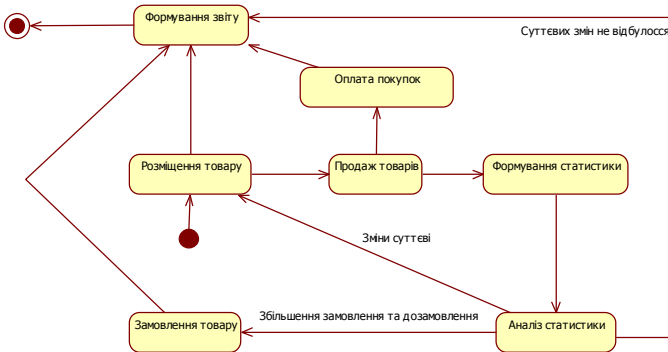 Формування звіту
Суттєвих змін не відбулосся
Оплата покупок
Розміщення товару
Продаж товарів
Формування статистики
Зміни суттєві
Збільшення замовлення та дозамовлення
Замовлення товару
Аналіз статистики